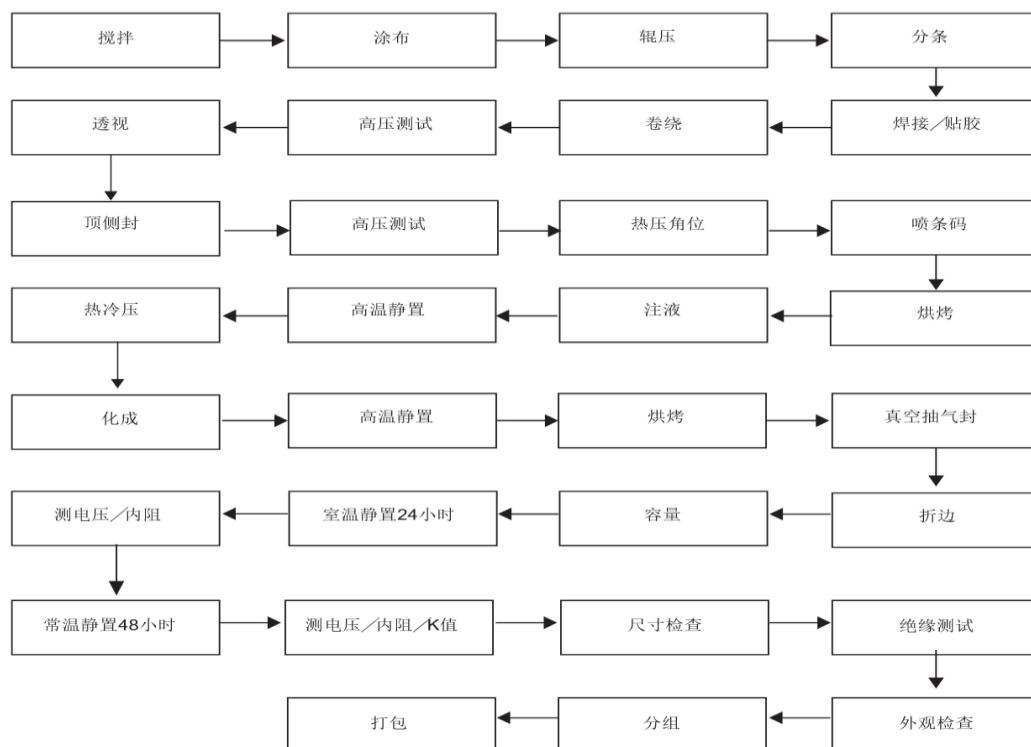 搅拌
涂布
辊压
分条
透视
高压测试
卷绕
焊接／贴胶
顶侧封
高压测试
热压角位
喷条码
热冷压
高温静置
注液
烘烤
化成
高温静置
烘烤
真空抽气封
测电压／内阻
室温静置24小时
容量
折边
常温静置48小时
测电压／内阻／K值
尺寸检查
绝缘测试
打包
分组
外观检查